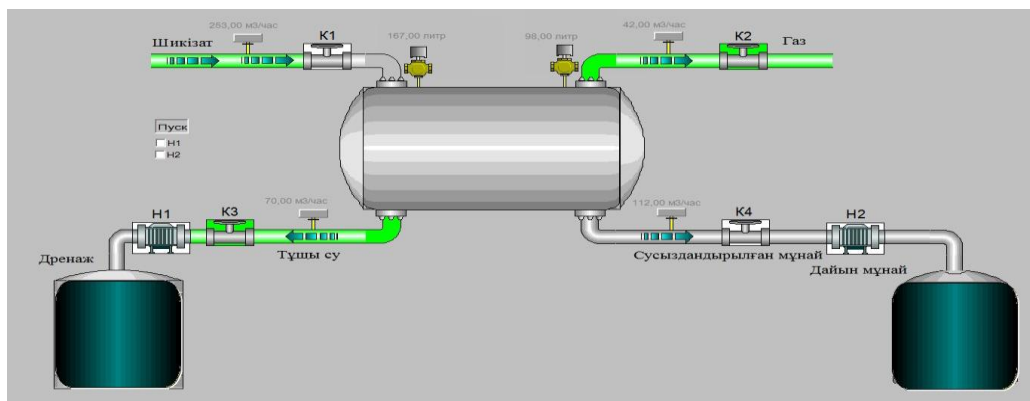 253,00 м3/час
Шикізат
К1
167,00 литр
98,00 литр
42,00 м3/час
К2
Газ
Пуск
Н1
Н2
Н1
К3
70,00 м3/час
Дренаж
Тұшы су
112,00 м3/час
К4
Н2
Сусыздандырылған мұнай
Дайын мұнай